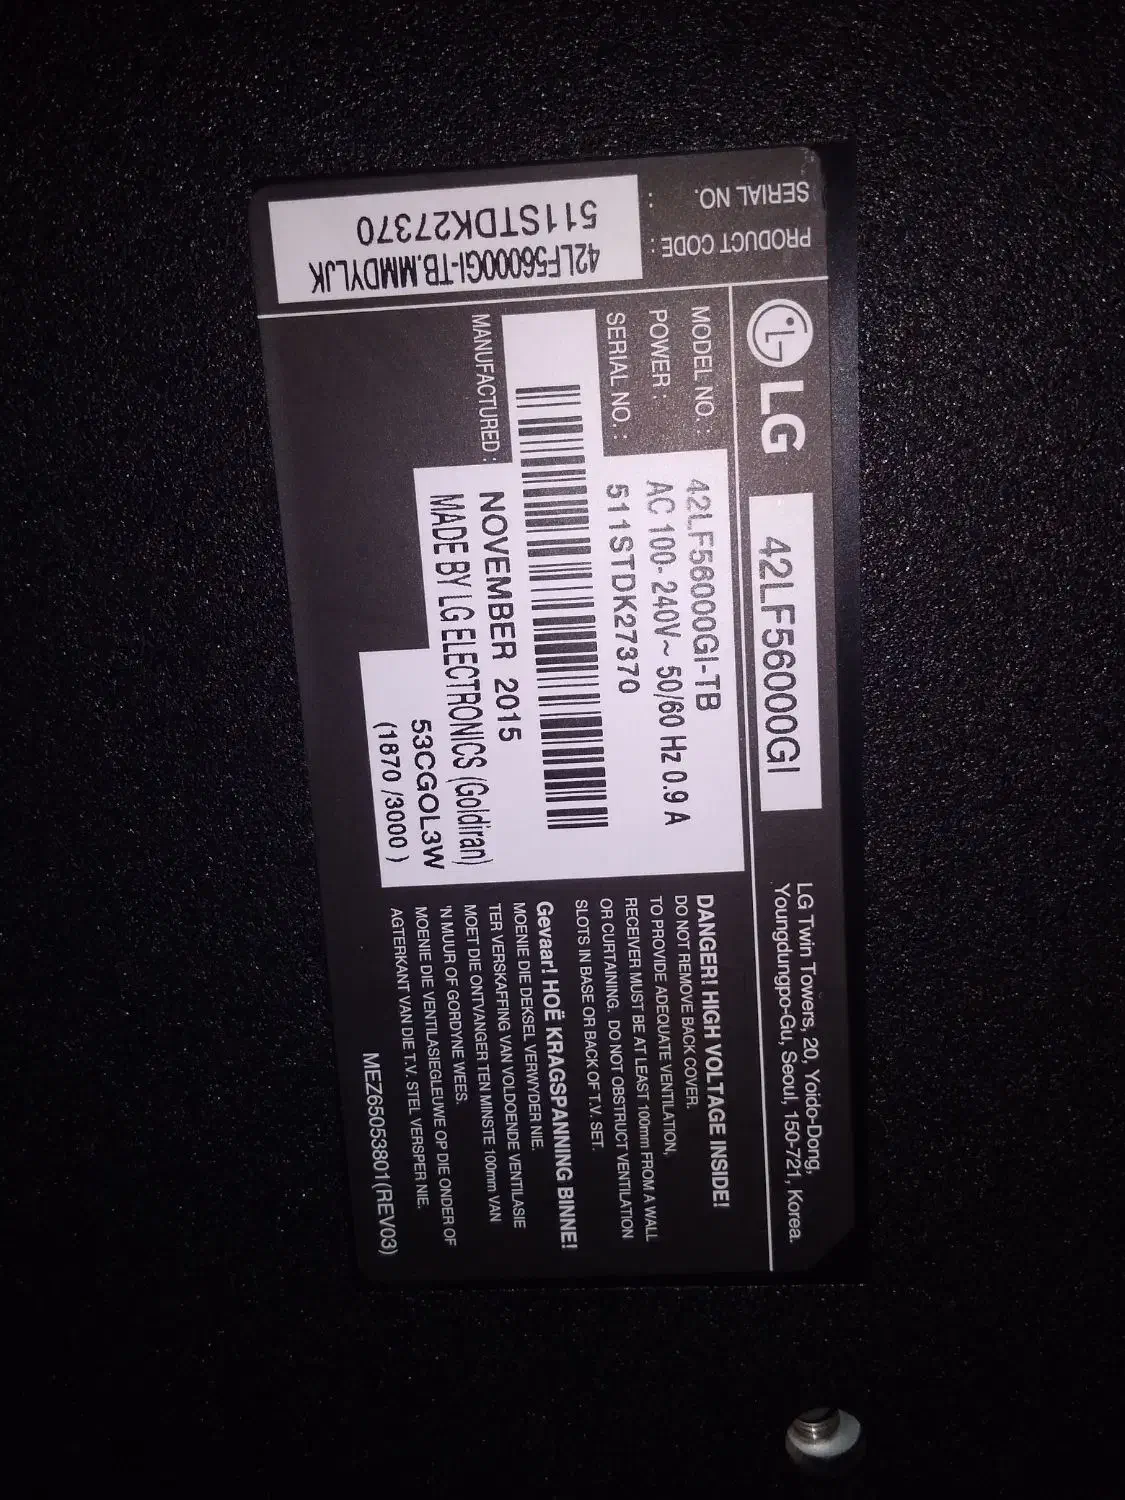 SERIAL NO. : 511STDK27370
PRODUCT CODE : 42LF56000GI-TB.MMDYLJK
LG 42LF56000GI
LG Twin Towers, 20, Yoido-Dong,
Youngdungpo-Gu, Seoul, 150-721, Korea.
MODEL NO. : 42LF56000GI-TB
POWER : AC 100- 240V~ 50/60 Hz 0.9 A
SERIAL NO. : 511STDK27370
MANUFACTURED : NOVEMBER 2015
MADE BY LG ELECTRONICS (Goldiran)
53CGOL3W
(1870 /3000 )
DANGER! HIGH VOLTAGE INSIDE!
DO NOT REMOVE BACK COVER.
TO PROVIDE ADEQUATE VENTILATION,
RECEIVER MUST BE AT LEAST 100mm FROM A WALL
OR CURTAINING. DO NOT OBSTRUCT VENTILATION
SLOTS IN BASE OR BACK OF T.V. SET.
Gevaar! HOË KRAGSPANNING BINNE!
MOENIE DIE DEKSEL VERWYDER NIE.
TER VERSKAFFING VAN VOLDOENDE VENTILASIE
MOET DIE ONTVANGER TEN MINSTE 100mm VAN
'N MUUR OF GORDYNE WEES.
MOENIE DIE VENTILASIEGLEUWE OP DIE ONDER OF
AGTERKANT VAN DIE T.V. STEL VERSPER NIE.
MEZ65053801(REV03)